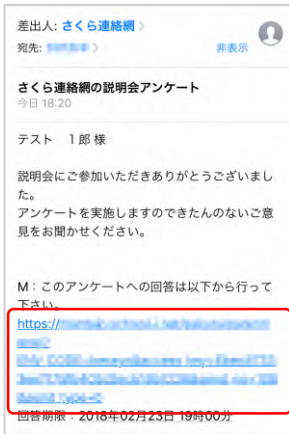 差出人: さくら連絡網
宛先:
非表示
さくら連絡網の説明会アンケート
今日 18:20
テスト 1郎 様
説明会にご参加いただきありがとうございまし
た。
アンケートを実施しますのできたんのないご意
見をお聞かせください。
M：このアンケートへの回答は以下から行って
下さい。
https://
回答期限：2018年02月23日 19時00分